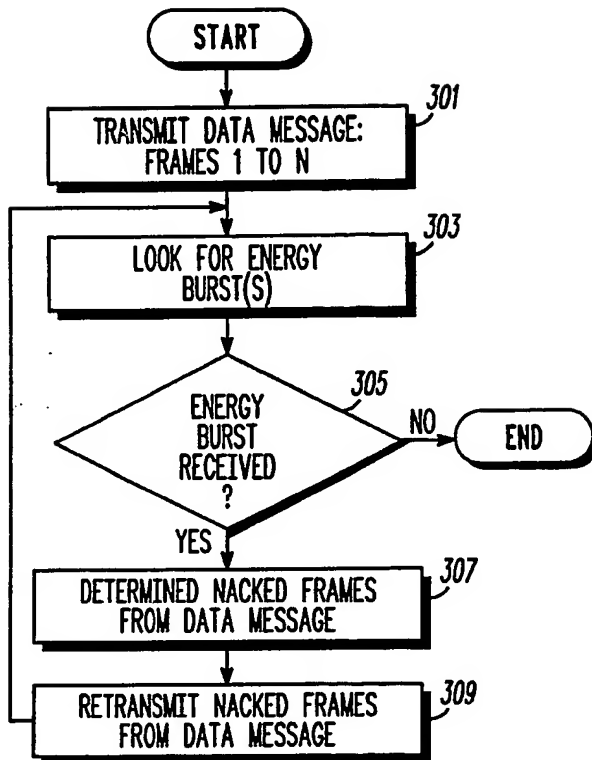 START
301
TRANSMIT DATA MESSAGE:
FRAMES 1 TO N
303
LOOK FOR ENERGY
BURST(S)
305
ENERGY
BURST
RECEIVED
?
NO
END
YES
307
DETERMINED NACKED FRAMES
FROM DATA MESSAGE
309
RETRANSMIT NACKED FRAMES
FROM DATA MESSAGE